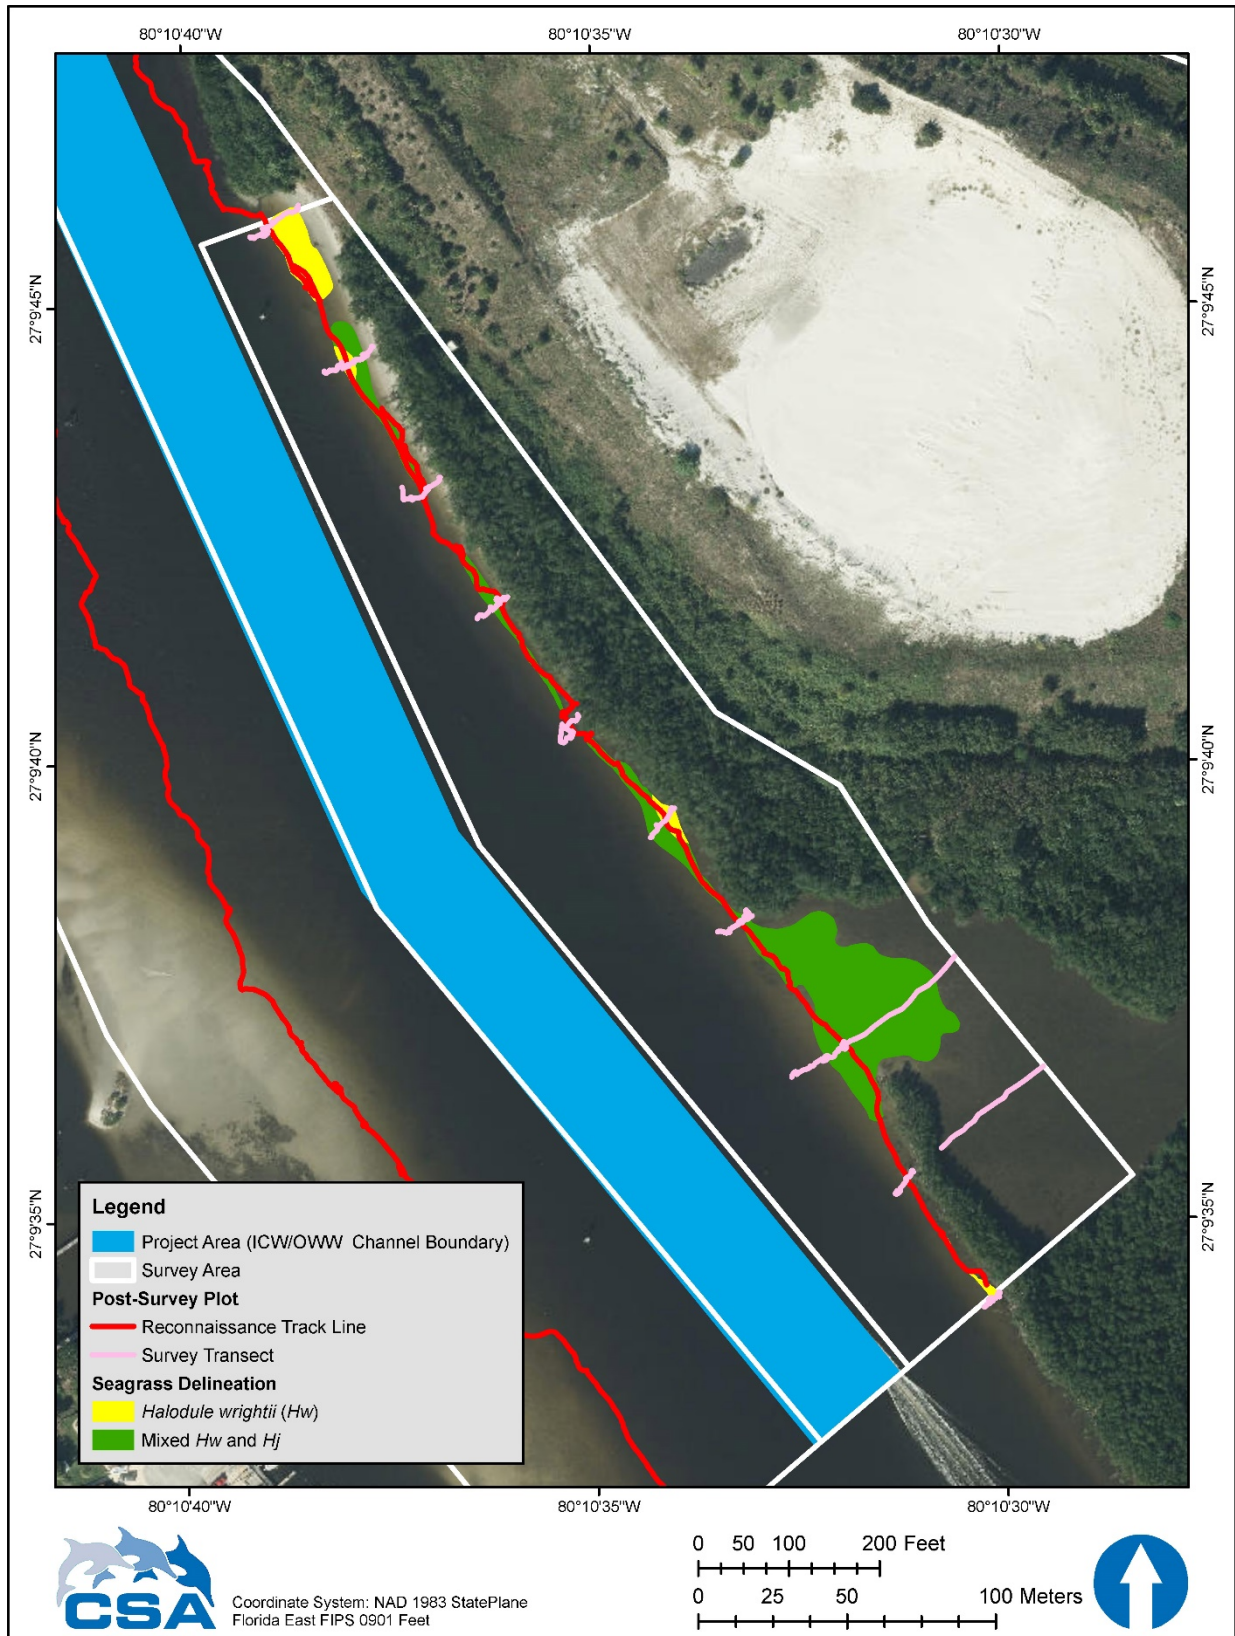 80°10'40"W 80°10'35"W 80°10'30"W
27°9'45"N 27°9'45"N
27°9'40"N 27°9'40"N
27°9'35"N 27°9'35"N
Legend
Project Area (ICW/OWW Channel Boundary)
Survey Area
Post-Survey Plot
Reconnaissance Track Line
Survey Transect
Seagrass Delineation
Halodule wrightii (Hw)
Mixed Hw and Hj
80°10'40"W 80°10'35"W 80°10'30"W
CSA
Coordinate System: NAD 1983 StatePlane
Florida East FIPS 0901 Feet
0 50 100 200 Feet
0 25 50 100 Meters